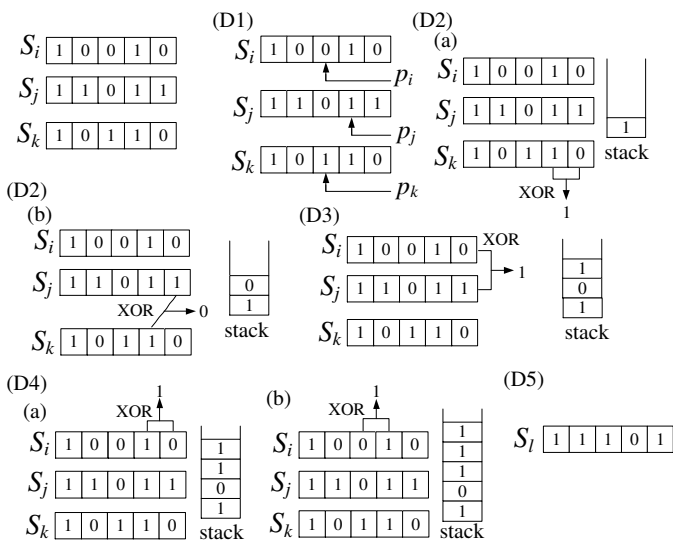 S_i 1 0 0 1 0
S_j 1 1 0 1 1
S_k 1 0 1 1 0
(D1)
S_i 1 0 0 1 0
p_i
S_j 1 1 0 1 1
p_j
S_k 1 0 1 1 0
p_k
(D2)
(a)
S_i 1 0 0 1 0
S_j 1 1 0 1 1
1
S_k 1 0 1 1 0
stack
XOR
1
(D2)
(b)
S_i 1 0 0 1 0
S_j 1 1 0 1 1
XOR 0
S_k 1 0 1 1 0
0
1
stack
(D3)
S_i 1 0 0 1 0
XOR
1
S_j 1 1 0 1 1
S_k 1 0 1 1 0
1
0
1
stack
(D4)
(a)
1
XOR
S_i 1 0 0 1 0
S_j 1 1 0 1 1
S_k 1 0 1 1 0
1
1
0
1
stack
(b)
1
XOR
S_i 1 0 0 1 0
S_j 1 1 0 1 1
S_k 1 0 1 1 0
1
1
1
0
1
stack
(D5)
S_l 1 1 1 0 1